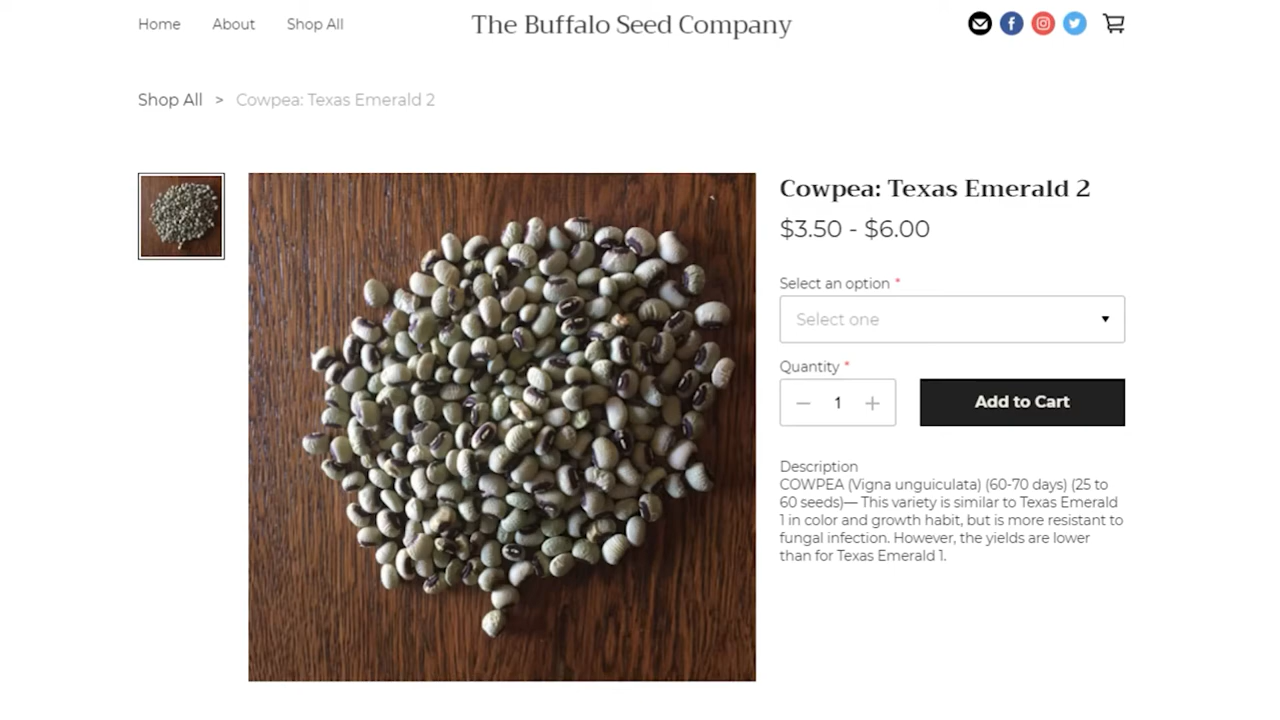 Home About Shop All The Buffalo Seed Company
Shop All > Cowpea: Texas Emerald 2
Cowpea: Texas Emerald 2
$3.50 - $6.00
Select an option *
Select one
Quantity *
1
Add to Cart
Description
COWPEA (Vigna unguiculata) (60-70 days) (25 to
60 seeds)— This variety is similar to Texas Emerald
1 in color and growth habit, but is more resistant to
fungal infection. However, the yields are lower
than for Texas Emerald 1.